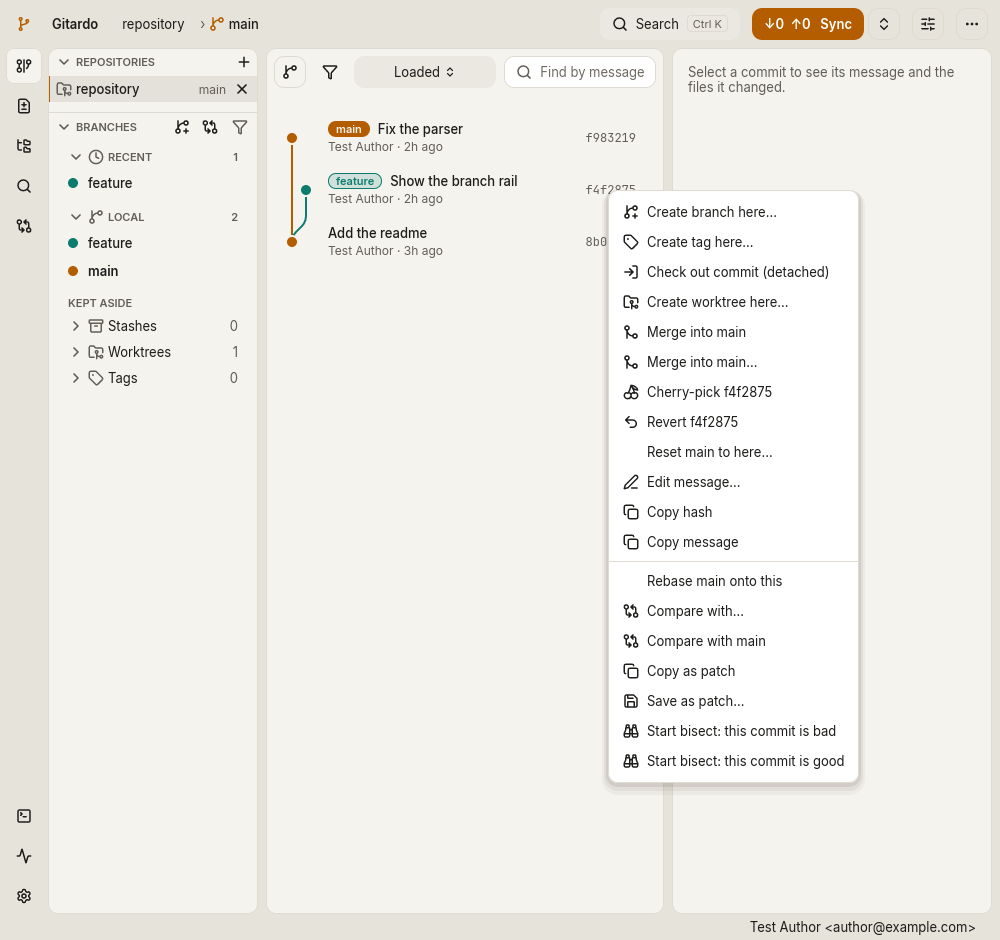 Gitardo repository › main Search Ctrl K ↓0 ↑0 Sync
REPOSITORIES
repository main
BRANCHES
RECENT 1
feature
LOCAL 2
feature
main
KEPT ASIDE
Stashes 0
Worktrees 1
Tags 0
Loaded Find by message
main Fix the parser f983219
Test Author · 2h ago
feature Show the branch rail f4f2875
Test Author · 2h ago
Add the readme
Test Author · 3h ago
Select a commit to see its message and the
files it changed.
Create branch here...
Create tag here...
Check out commit (detached)
Create worktree here...
Merge into main
Merge into main...
Cherry-pick f4f2875
Revert f4f2875
Reset main to here...
Edit message...
Copy hash
Copy message
Rebase main onto this
Compare with...
Compare with main
Copy as patch
Save as patch...
Start bisect: this commit is bad
Start bisect: this commit is good
Test Author <author@example.com>